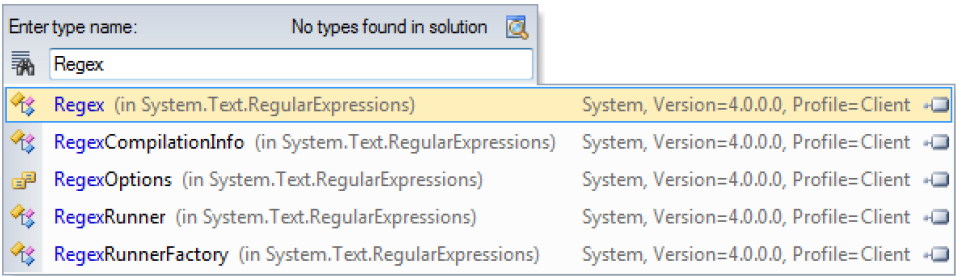 Enter type name: No types found in solution
Regex
Regex (in System.Text.RegularExpressions) System, Version=4.0.0.0, Profile=Client
RegexCompilationInfo (in System.Text.RegularExpressions) System, Version=4.0.0.0, Profile=Client
RegexOptions (in System.Text.RegularExpressions) System, Version=4.0.0.0, Profile=Client
RegexRunner (in System.Text.RegularExpressions) System, Version=4.0.0.0, Profile=Client
RegexRunnerFactory (in System.Text.RegularExpressions) System, Version=4.0.0.0, Profile=Client